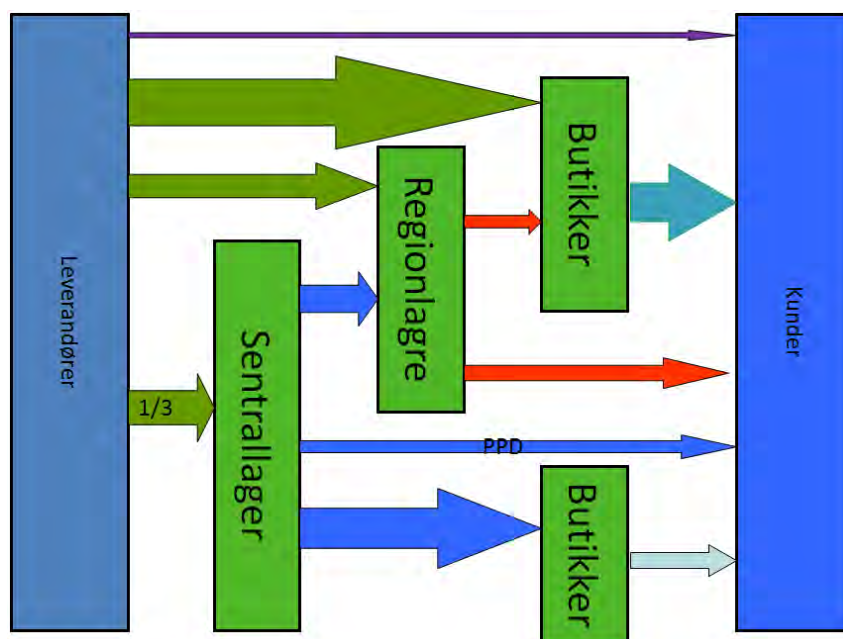 Leverandører
1/3
Sentrallager
Regionlagre
Butikker
PPD
Butikker
Kunder